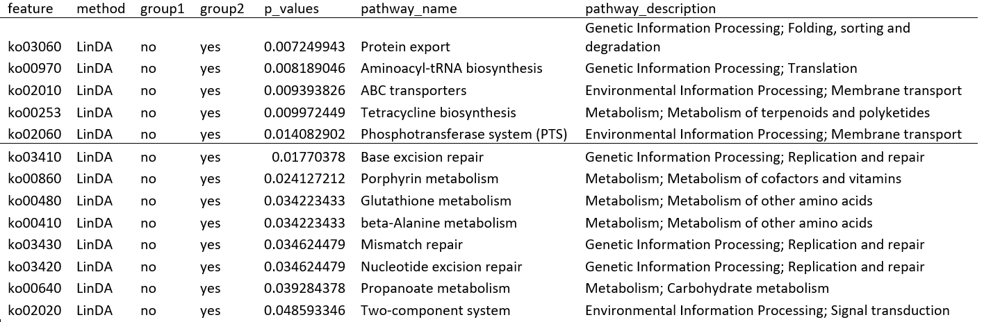 feature method group1 group2 p_values pathway_name pathway_description
Genetic Information Processing; Folding, sorting and
ko03060 LinDA no yes 0.007249943 Protein export degradation
ko00970 LinDA no yes 0.008189046 Aminoacyl-tRNA biosynthesis Genetic Information Processing; Translation
ko02010 LinDA no yes 0.009393826 ABC transporters Environmental Information Processing; Membrane transport
ko00253 LinDA no yes 0.009972449 Tetracycline biosynthesis Metabolism; Metabolism of terpenoids and polyketides
ko02060 LinDA no yes 0.014082902 Phosphotransferase system (PTS) Environmental Information Processing; Membrane transport
ko03410 LinDA no yes 0.01770378 Base excision repair Genetic Information Processing; Replication and repair
ko00860 LinDA no yes 0.024127212 Porphyrin metabolism Metabolism; Metabolism of cofactors and vitamins
ko00480 LinDA no yes 0.034223433 Glutathione metabolism Metabolism; Metabolism of other amino acids
ko00410 LinDA no yes 0.034223433 beta-Alanine metabolism Metabolism; Metabolism of other amino acids
ko03430 LinDA no yes 0.034624479 Mismatch repair Genetic Information Processing; Replication and repair
ko03420 LinDA no yes 0.034624479 Nucleotide excision repair Genetic Information Processing; Replication and repair
ko00640 LinDA no yes 0.039284378 Propanoate metabolism Metabolism; Carbohydrate metabolism
ko02020 LinDA no yes 0.048593346 Two-component system Environmental Information Processing; Signal transduction